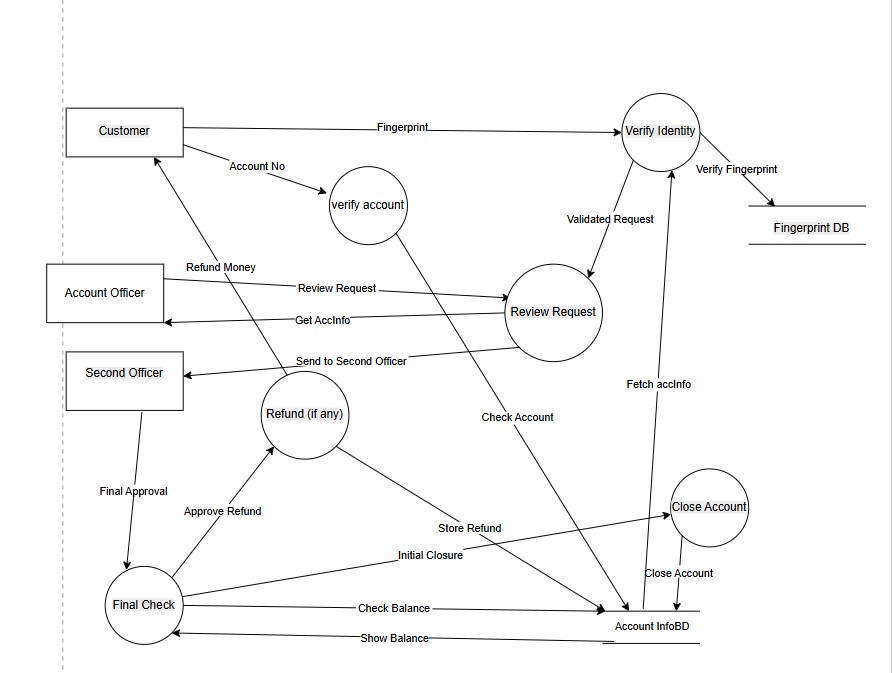 Customer
Fingerprint
Verify Identity
Account No
Verify Fingerprint
verify account
Validated Request
Fingerprint DB
Refund Money
Account Officer
Review Request
Review Request
Get AccInfo
Send to Second Officer
Second Officer
Fetch accInfo
Refund (if any)
Check Account
Final Approval
Approve Refund
Close Account
Store Refund
Initial Closure
Close Account
Final Check
Check Balance
Account InfoBD
Show Balance